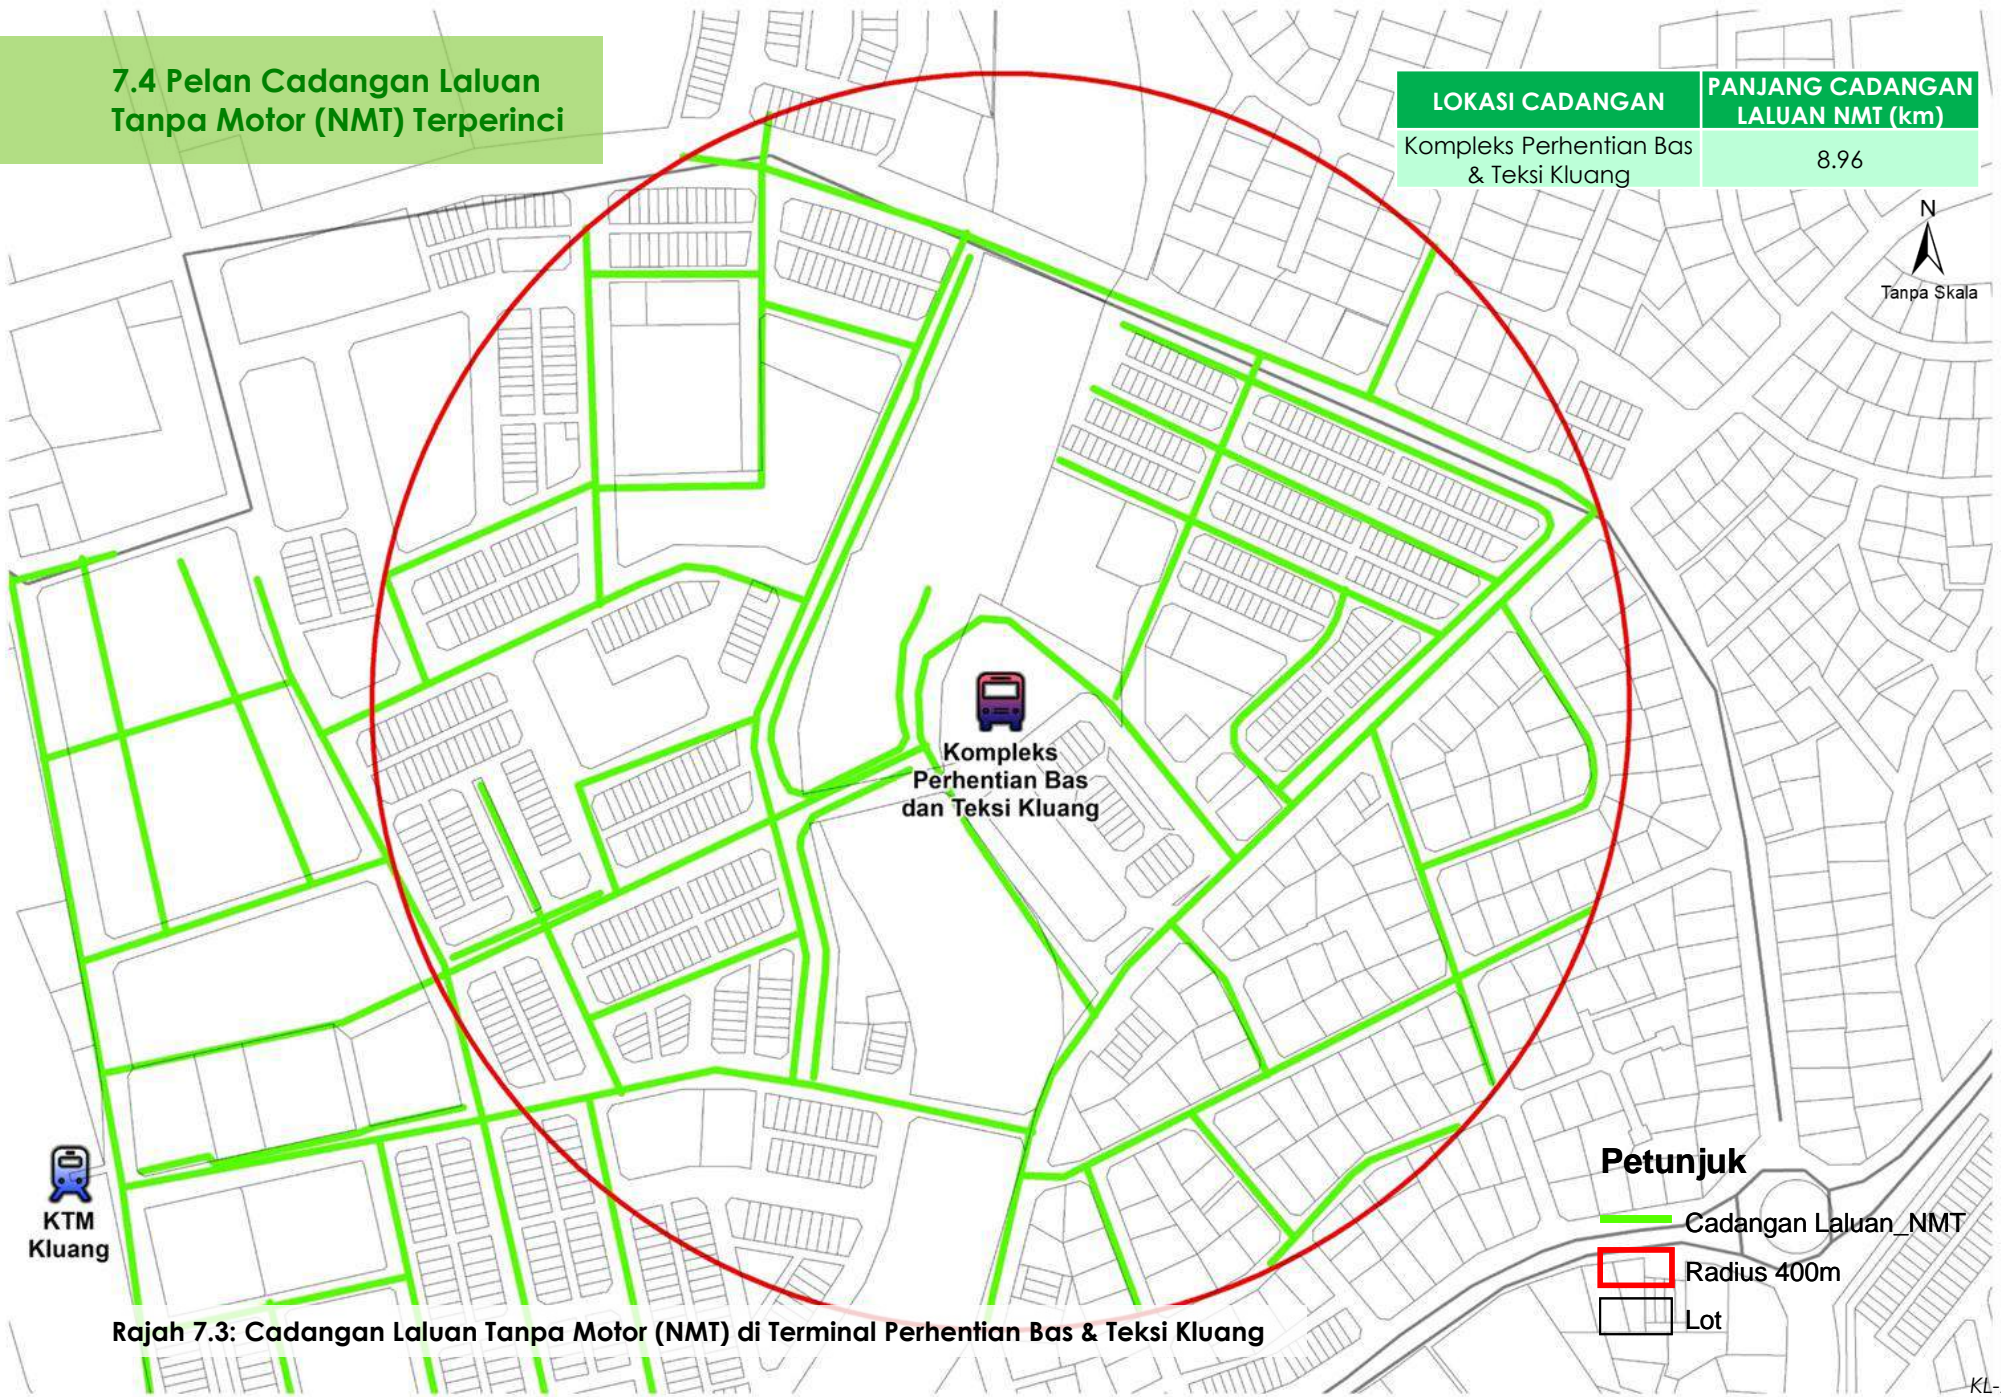 7.4 Pelan Cadangan Laluan
Tanpa Motor (NMT) Terperinci
LOKASI CADANGAN
PANJANG CADANGAN
LALUAN NMT (km)
Kompleks Perhentian Bas
& Teksi Kluang
8.96
N
Tanpa Skala
Kompleks
Perhentian Bas
dan Teksi Kluang
KTM
Kluang
Petunjuk
Cadangan Laluan_NMT
Radius 400m
Lot
Rajah 7.3: Cadangan Laluan Tanpa Motor (NMT) di Terminal Perhentian Bas & Teksi Kluang
KL-